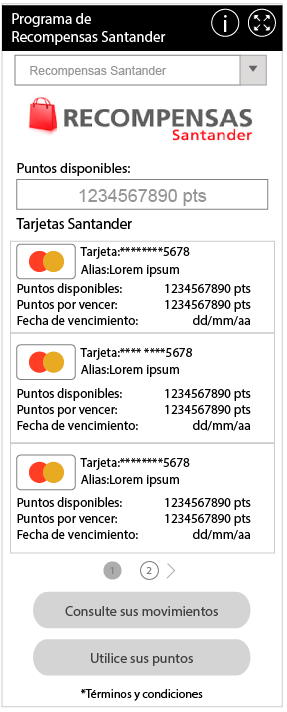 Programa de
Recompensas Santander
i
Recompensas Santander
RECOMPENSAS
Santander
Puntos disponibles:
1234567890 pts
Tarjetas Santander
Tarjeta:********5678
Alias:Lorem ipsum
Puntos disponibles: 1234567890 pts
Puntos por vencer: 1234567890 pts
Fecha de vencimiento: dd/mm/aa
Tarjeta:**** ****5678
Alias:Lorem ipsum
Puntos disponibles: 1234567890 pts
Puntos por vencer: 1234567890 pts
Fecha de vencimiento: dd/mm/aa
Tarjeta:********5678
Alias:Lorem ipsum
Puntos disponibles: 1234567890 pts
Puntos por vencer: 1234567890 pts
Fecha de vencimiento: dd/mm/aa
1 2
Consulte sus movimientos
Utilice sus puntos
*Términos y condiciones